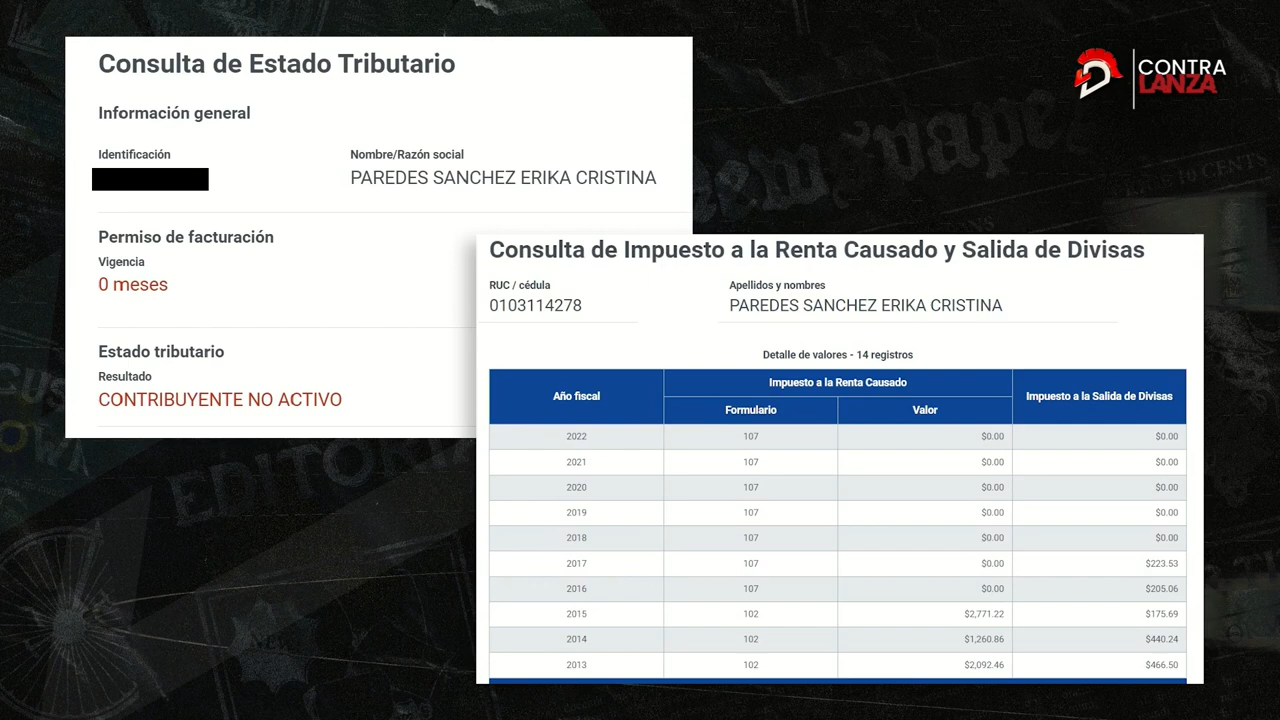 Consulta de Estado Tributario
Información general
Identificación
Nombre/Razón social
PAREDES SANCHEZ ERIKA CRISTINA
Permiso de facturación
Vigencia
0 meses
Estado tributario
Resultado
CONTRIBUYENTE NO ACTIVO
CONTRA
LANZA
Consulta de Impuesto a la Renta Causado y Salida de Divisas
RUC / cédula
Apellidos y nombres
0103114278
PAREDES SANCHEZ ERIKA CRISTINA
Detalle de valores - 14 registros
Año fiscal
Impuesto a la Renta Causado
Impuesto a la Salida de Divisas
Formulario
Valor
2022 107 $0.00 $0.00
2021 107 $0.00 $0.00
2020 107 $0.00 $0.00
2019 107 $0.00 $0.00
2018 107 $0.00 $0.00
2017 107 $0.00 $223.53
2016 107 $0.00 $205.06
2015 102 $2,771.22 $175.69
2014 102 $1,260.86 $440.24
2013 102 $2,092.46 $466.50
EDITORIA